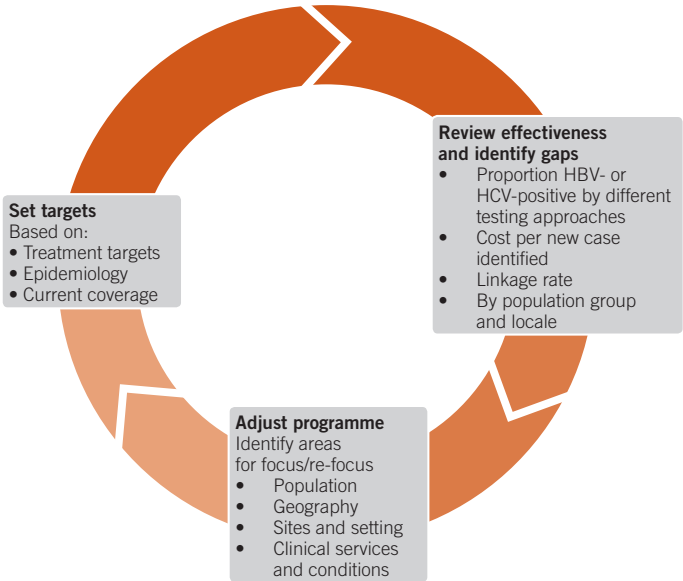 Review effectiveness
and identify gaps
• Proportion HBV- or
HCV-positive by different
testing approaches
• Cost per new case
identified
• Linkage rate
• By population group
and locale
Set targets
Based on:
• Treatment targets
• Epidemiology
• Current coverage
Adjust programme
Identify areas
for focus/re-focus
• Population
• Geography
• Sites and setting
• Clinical services
and conditions